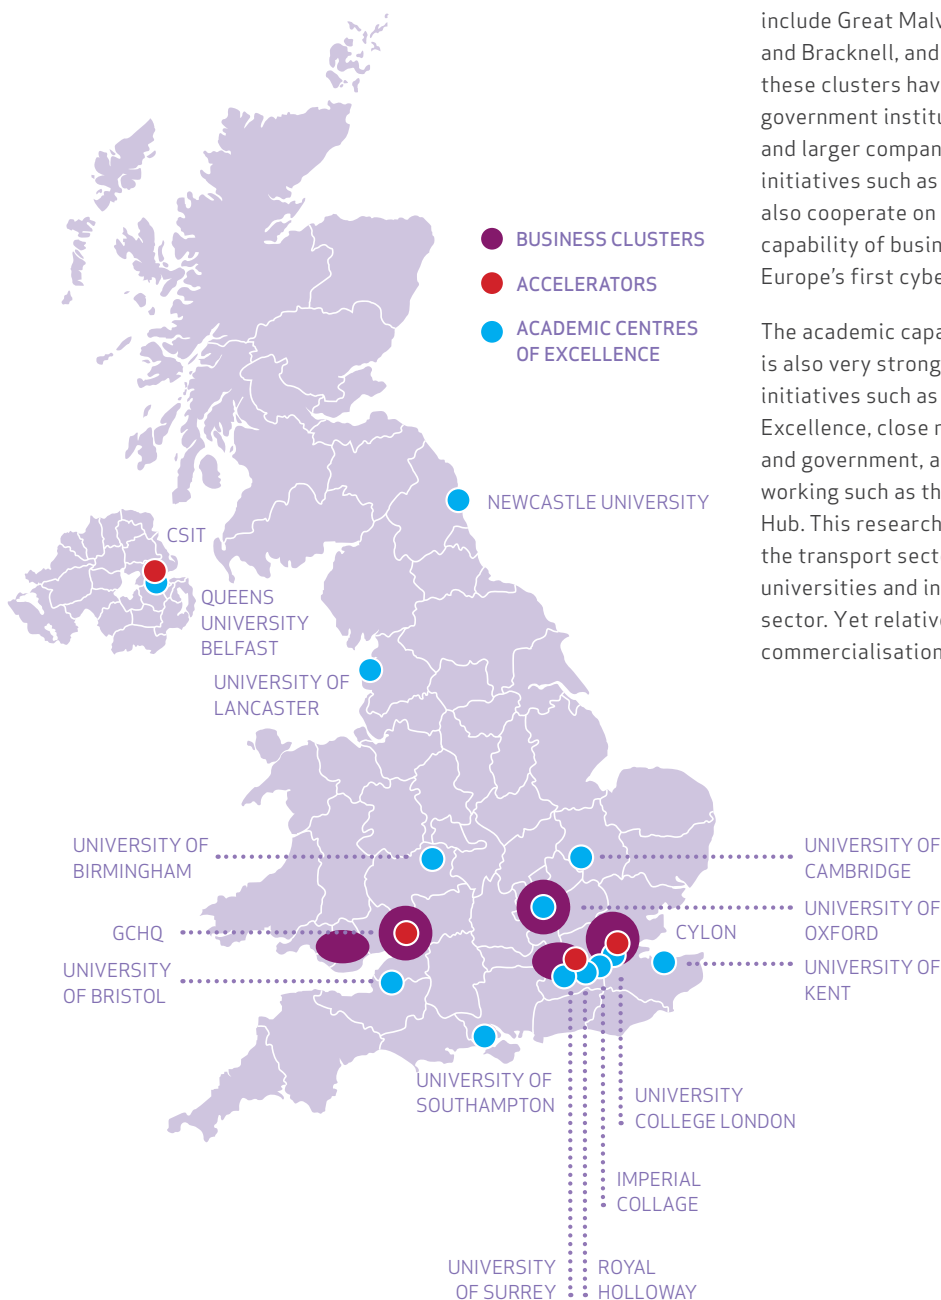 include Great Malv
and Bracknell, and
these clusters hav
government institu
and larger compan
initiatives such as
also cooperate on
capability of busin
Europe's first cybe
The academic capa
is also very strong
initiatives such as
Excellence, close r
and government, a
working such as th
Hub. This research
the transport secto
universities and in
sector. Yet relative
commercialisation
BUSINESS CLUSTERS
ACCELERATORS
ACADEMIC CENTRES
OF EXCELLENCE
NEWCASTLE UNIVERSITY
CSIT
QUEENS
UNIVERSITY
BELFAST
UNIVERSITY OF
LANCASTER
UNIVERSITY OF
BIRMINGHAM
GCHQ
UNIVERSITY
OF BRISTOL
UNIVERSITY OF
CAMBRIDGE
UNIVERSITY OF
OXFORD
CYLON
UNIVERSITY OF
KENT
UNIVERSITY OF
SOUTHAMPTON
UNIVERSITY
COLLEGE LONDON
IMPERIAL
COLLAGE
UNIVERSITY
OF SURREY
ROYAL
HOLLOWAY